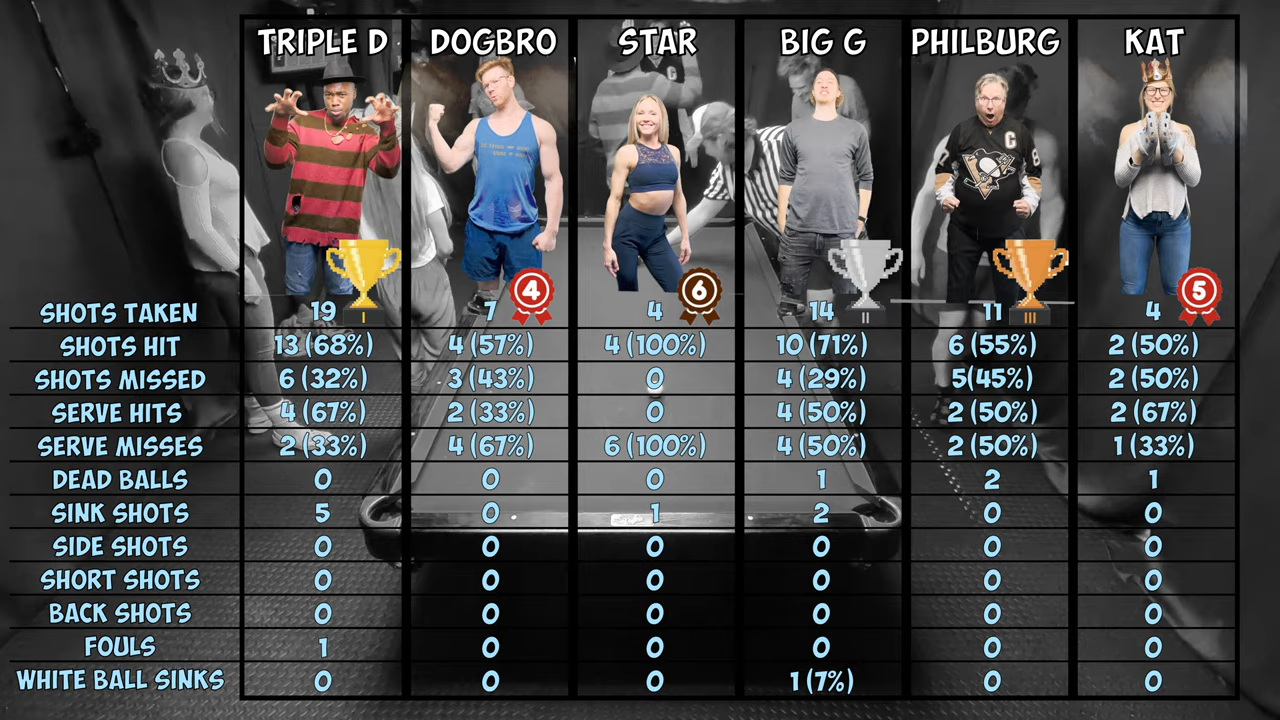 TRIPLE D DOGBRO STAR BIG G PHILBURG KAT
C C
7 8
I 4 6 II III 5
SHOTS TAKEN 19 7 4 14 11 4
SHOTS HIT 13 (68%) 4 (57%) 4 (100%) 10 (71%) 6 (55%) 2 (50%)
SHOTS MISSED 6 (32%) 3 (43%) 0 4 (29%) 5(45%) 2 (50%)
SERVE HITS 4 (67%) 2 (33%) 0 4 (50%) 2 (50%) 2 (67%)
SERVE MISSES 2 (33%) 4 (67%) 6 (100%) 4 (50%) 2 (50%) 1 (33%)
DEAD BALLS 0 0 0 1 2 1
SINK SHOTS 5 0 1 2 0 0
SIDE SHOTS 0 0 0 0 0 0
SHORT SHOTS 0 0 0 0 0 0
BACK SHOTS 0 0 0 0 0 0
FOULS 1 0 0 0 0 0
WHITE BALL SINKS 0 0 0 1 (7%) 0 0